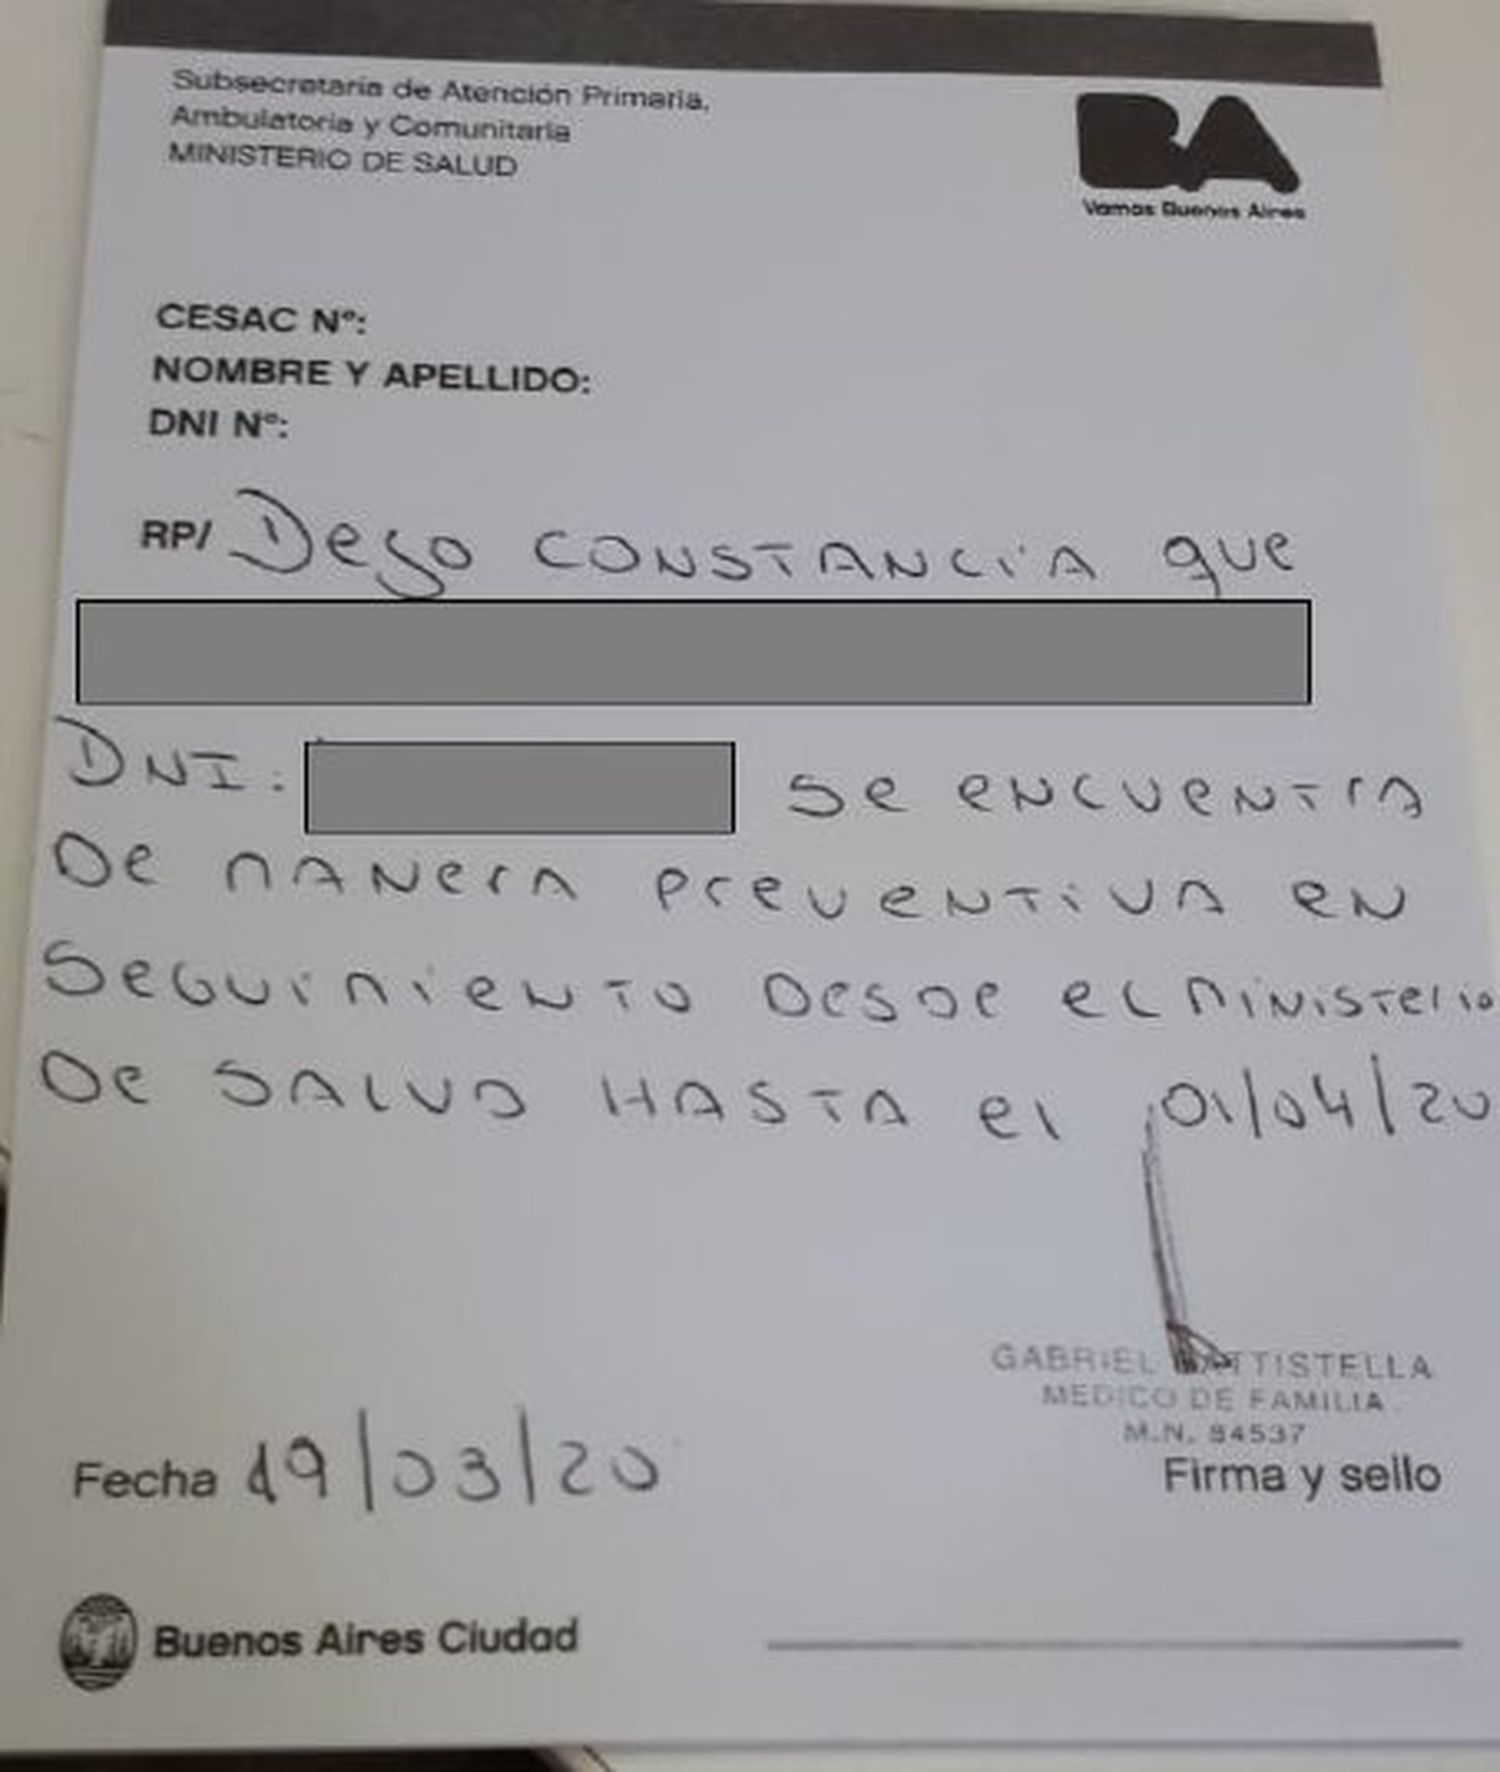 Subsecretaría de Atención Primaria,
Ambulatoria y Comunitaria
MINISTERIO DE SALUD
BA
Vamos Buenos Aires
CESAC Nº:
NOMBRE Y APELLIDO:
DNI Nº:
RP/ Dejo CONSTANCIA que
DNI: se encuentra
De MANERA Preventiva en
Seguimiento Desde el Ministerio
De SALUD HASTA el 01/04/20
GABRIEL BATTISTELLA
MEDICO DE FAMILIA
M.N. 84537
Fecha 19/03/20
Firma y sello
Buenos Aires Ciudad